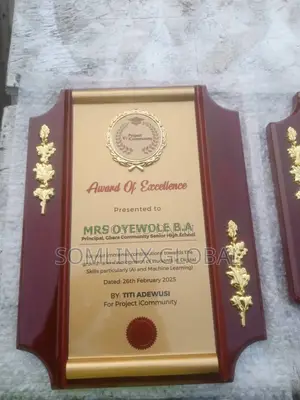 Project
iCommunity
Award Of Excellence
Presented to
MRS OYEWOLE B.A
Principal, Gbara Community Senior High School
SOMLINX GLOBAL
Skills particularly (AI and Machine Learning)
Dated: 26th February 2025
BY: TITI ADEWUSI
For Project iCommunity